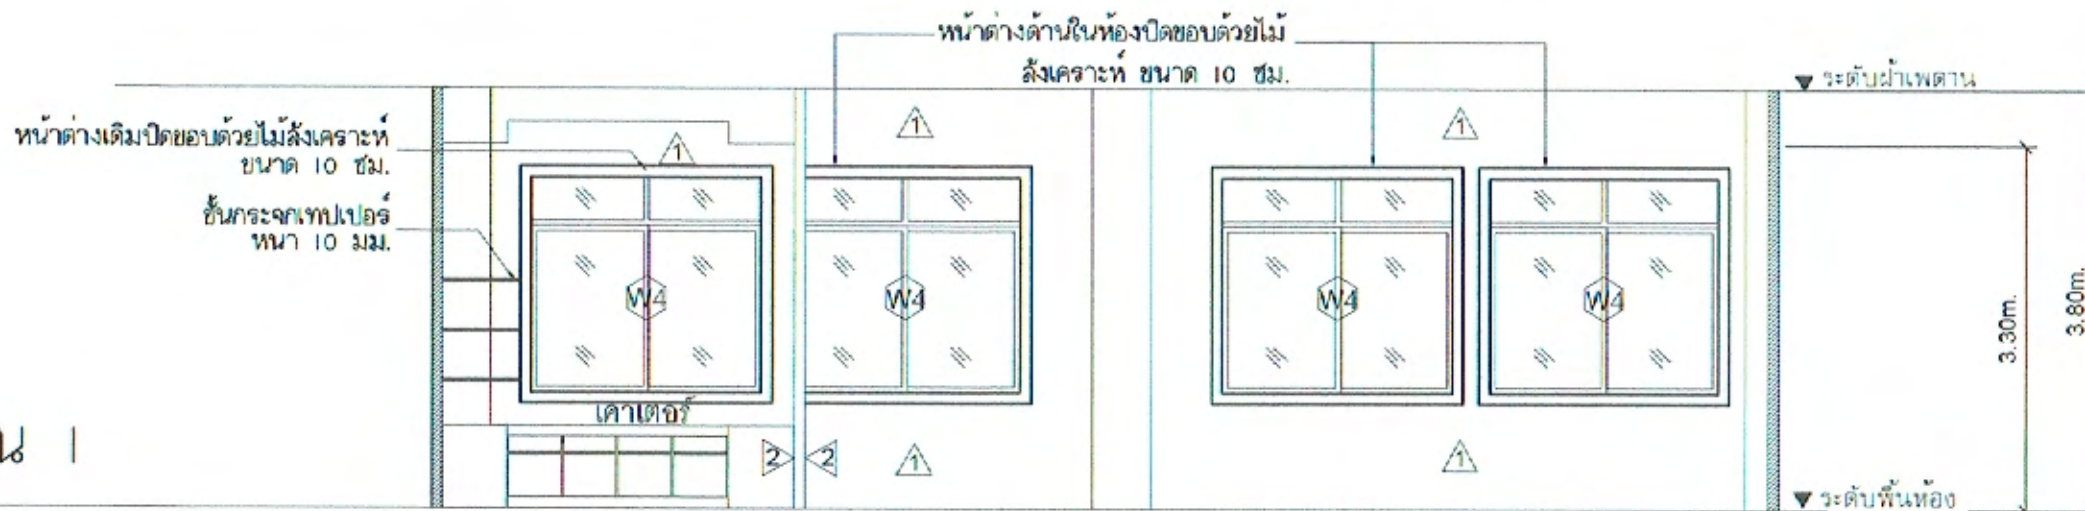 หน้าต่างด้านในห้องปิดขอบด้วยไม้
สังเคราะห์ ขนาด 10 ซม.
ระดับฝ้าเพดาน
หน้าต่างเดิมปิดขอบด้วยไม้สังเคราะห์
ขนาด 10 ซม.
1
1
1
ชั้นกระจกเทปเปอร์
หนา 10 มม.
W4
W4
W4
W4
3.30m.
3.80m.
เคาเตอร์
2
2
1
1
ระดับพื้นห้อง